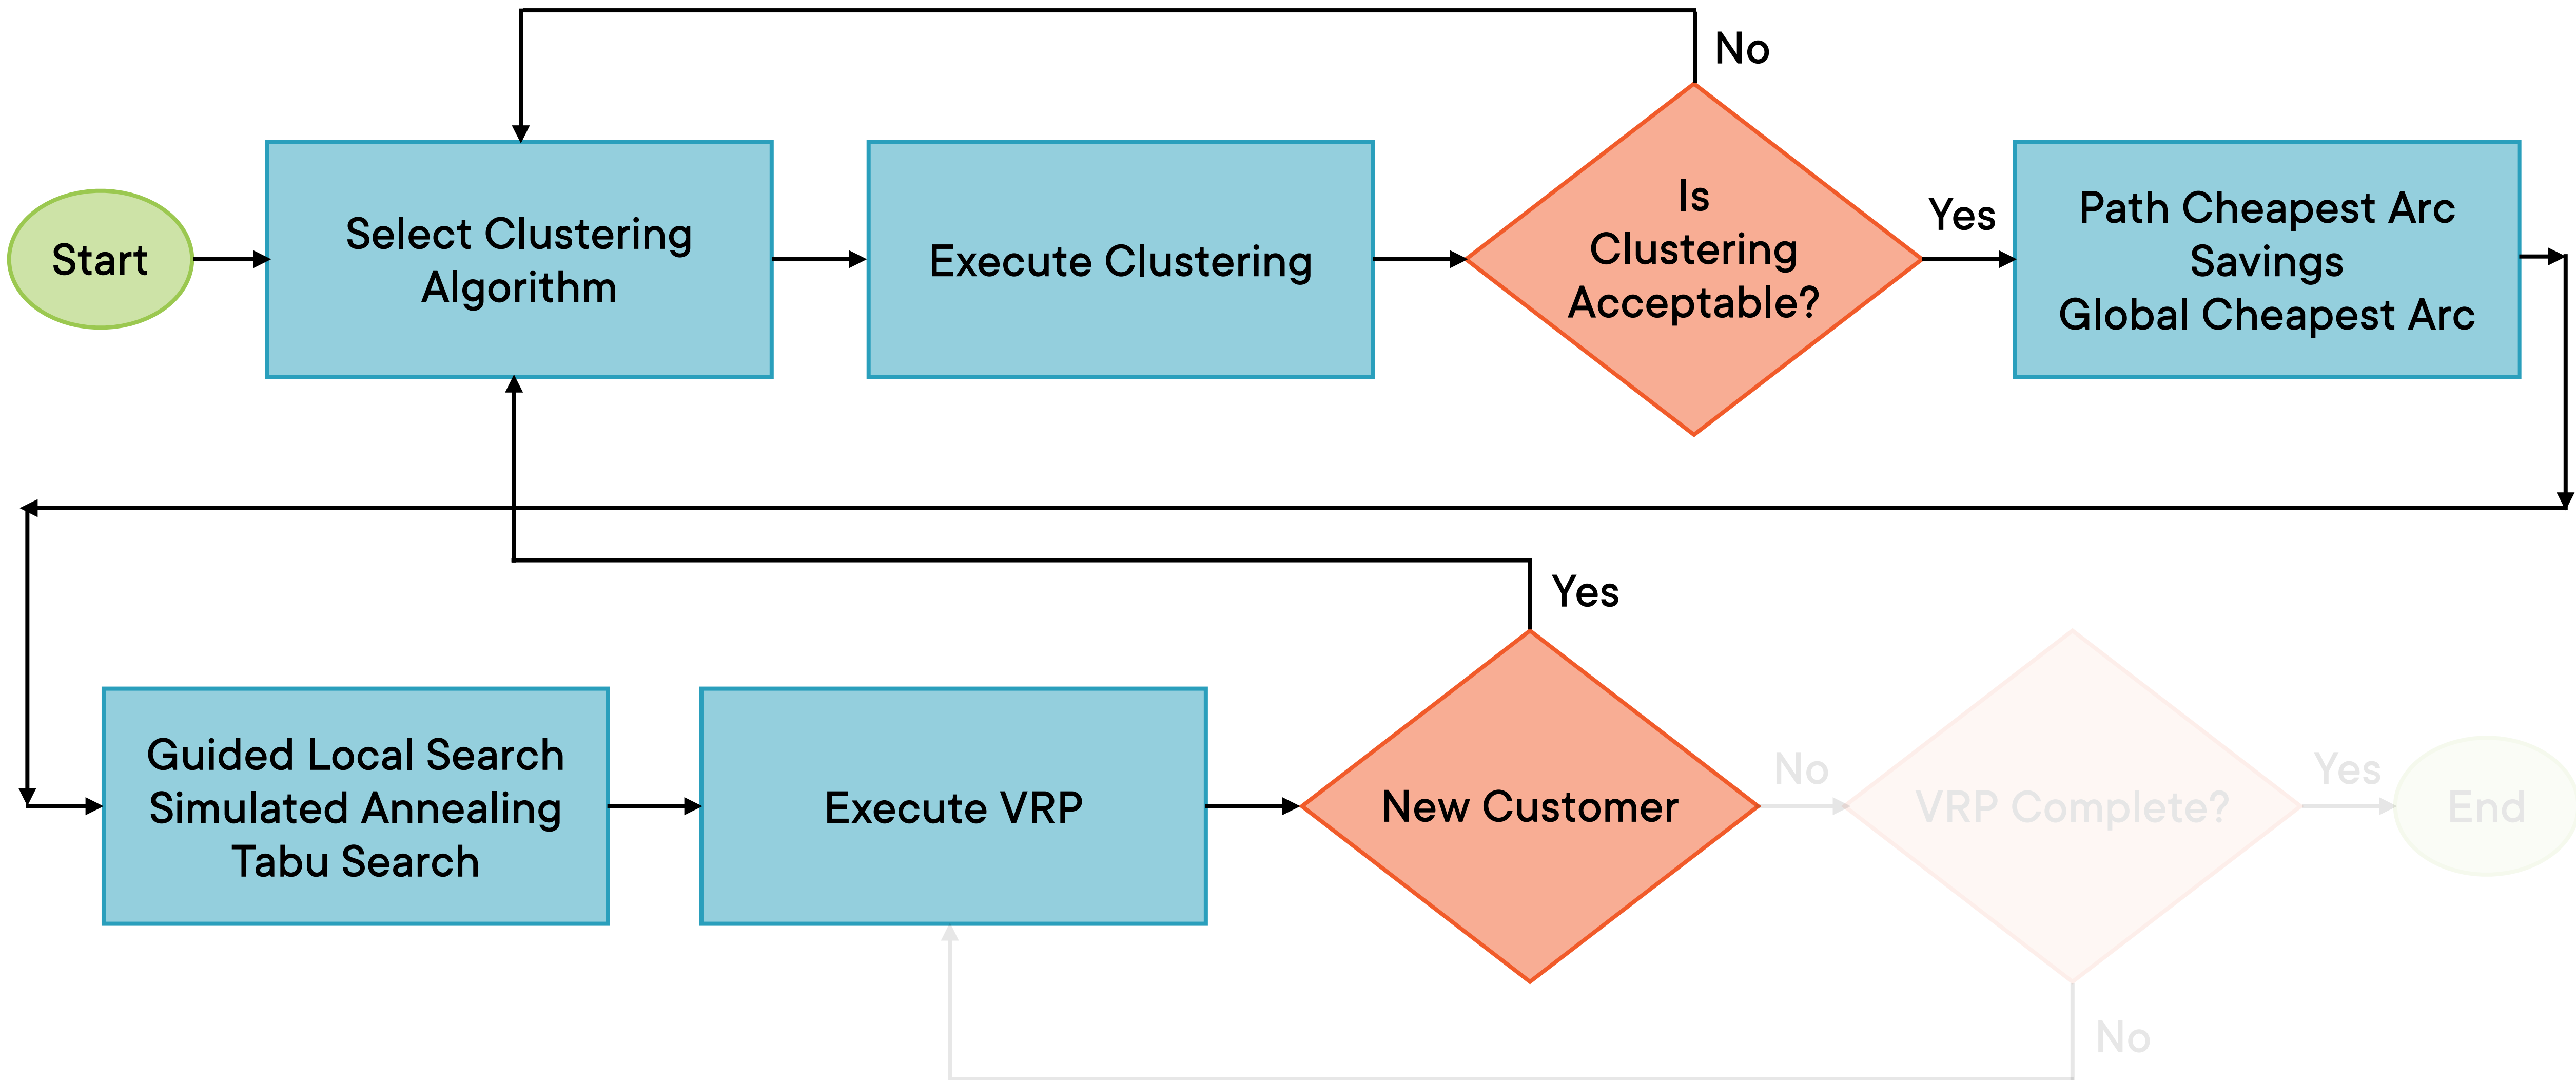 No
Start
Select Clustering
Algorithm
Execute Clustering
Is
Clustering
Acceptable?
Yes
Path Cheapest Arc
Savings
Global Cheapest Arc
Yes
Guided Local Search
Simulated Annealing
Tabu Search
Execute VRP
New Customer
No
VRP Complete?
Yes
End
No